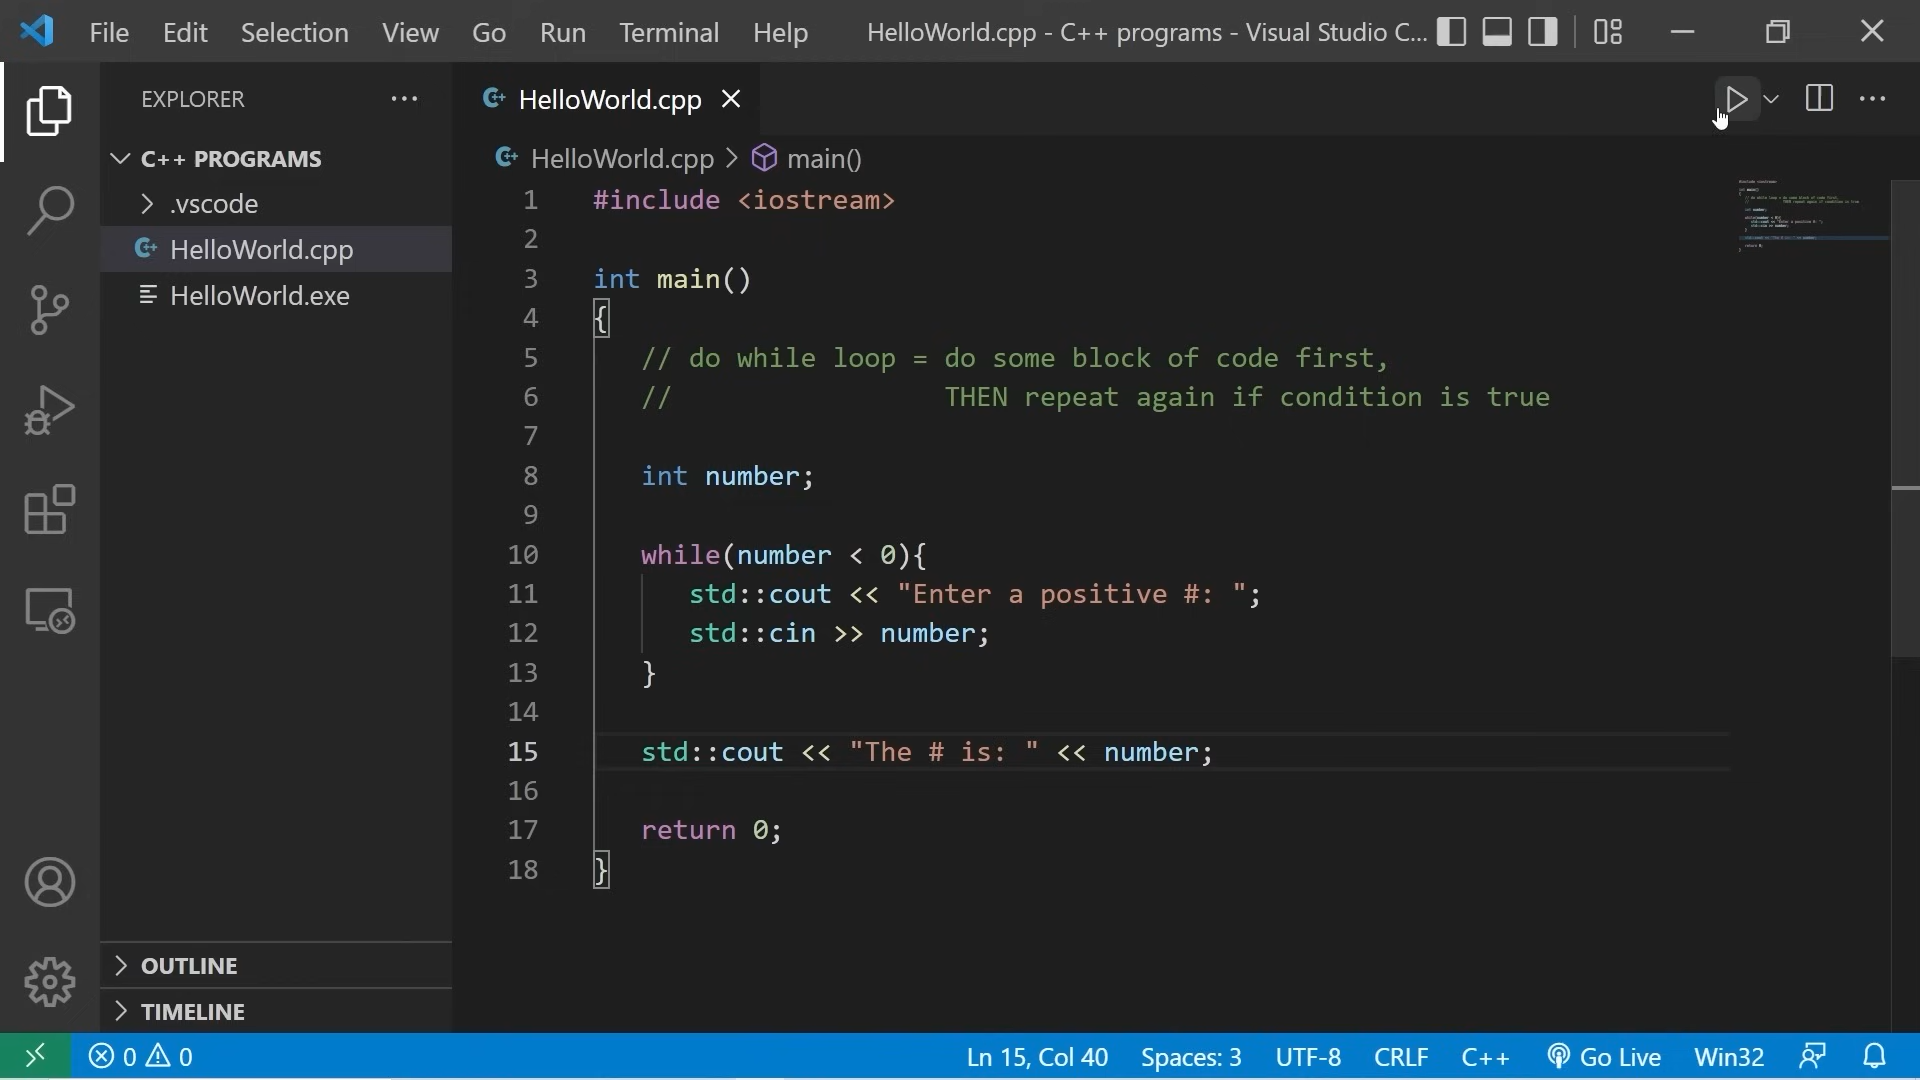 File Edit Selection View Go Run Terminal Help HelloWorld.cpp - C++ programs - Visual Studio C...
EXPLORER
C++ PROGRAMS
.vscode
HelloWorld.cpp
HelloWorld.exe
OUTLINE
TIMELINE
HelloWorld.cpp
HelloWorld.cpp > main()
1 #include <iostream>
2
3 int main()
4 {
5 // do while loop = do some block of code first,
6 // THEN repeat again if condition is true
7
8 int number;
9
10 while(number < 0){
11 std::cout << "Enter a positive #: ";
12 std::cin >> number;
13 }
14
15 std::cout << "The # is: " << number;
16
17 return 0;
18 }
0 0 Ln 15, Col 40 Spaces: 3 UTF-8 CRLF C++ Go Live Win32